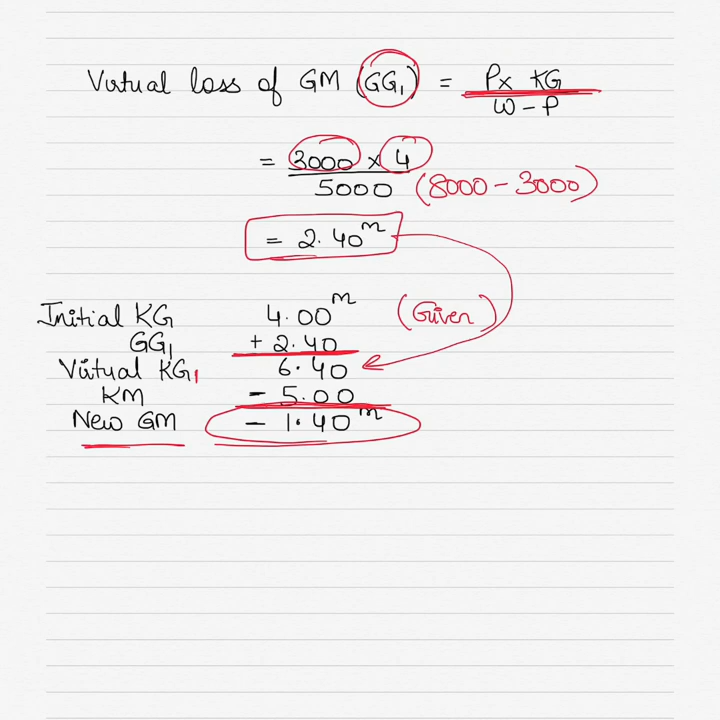 Virtual loss of GM (GG₁) = P x KG / W - P
= 3000 x 4 / 5000 (8000 - 3000)
= 2.40ᵐ
Initial KG 4.00ᵐ (Given)
GG₁ + 2.40
Virtual KG₁ 6.40
KM - 5.00
New GM - 1.40ᵐ